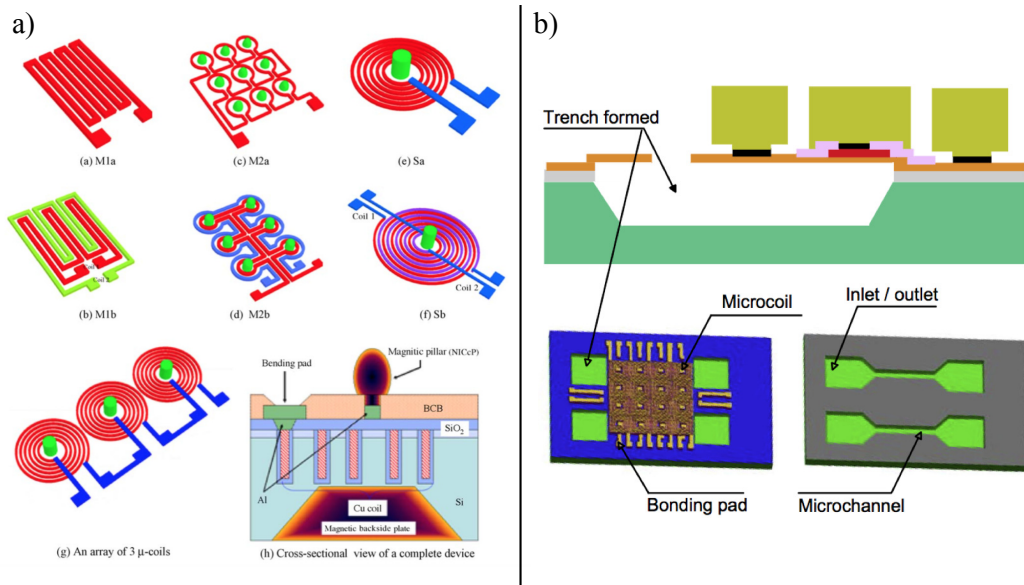 a)
(a) M1a
(c) M2a
(e) Sa
Coil 1
Coil 2
(b) M1b
(d) M2b
(f) Sb
Bending pad
Magnitic pillar (NICcP)
BCB
SiO2
Al
Si
Cu coil
Magnetic backside plate
(g) An array of 3 μ-coils
(h) Cross-sectional view of a complete device
b)
Trench formed
Microcoil
Inlet / outlet
Bonding pad
Microchannel